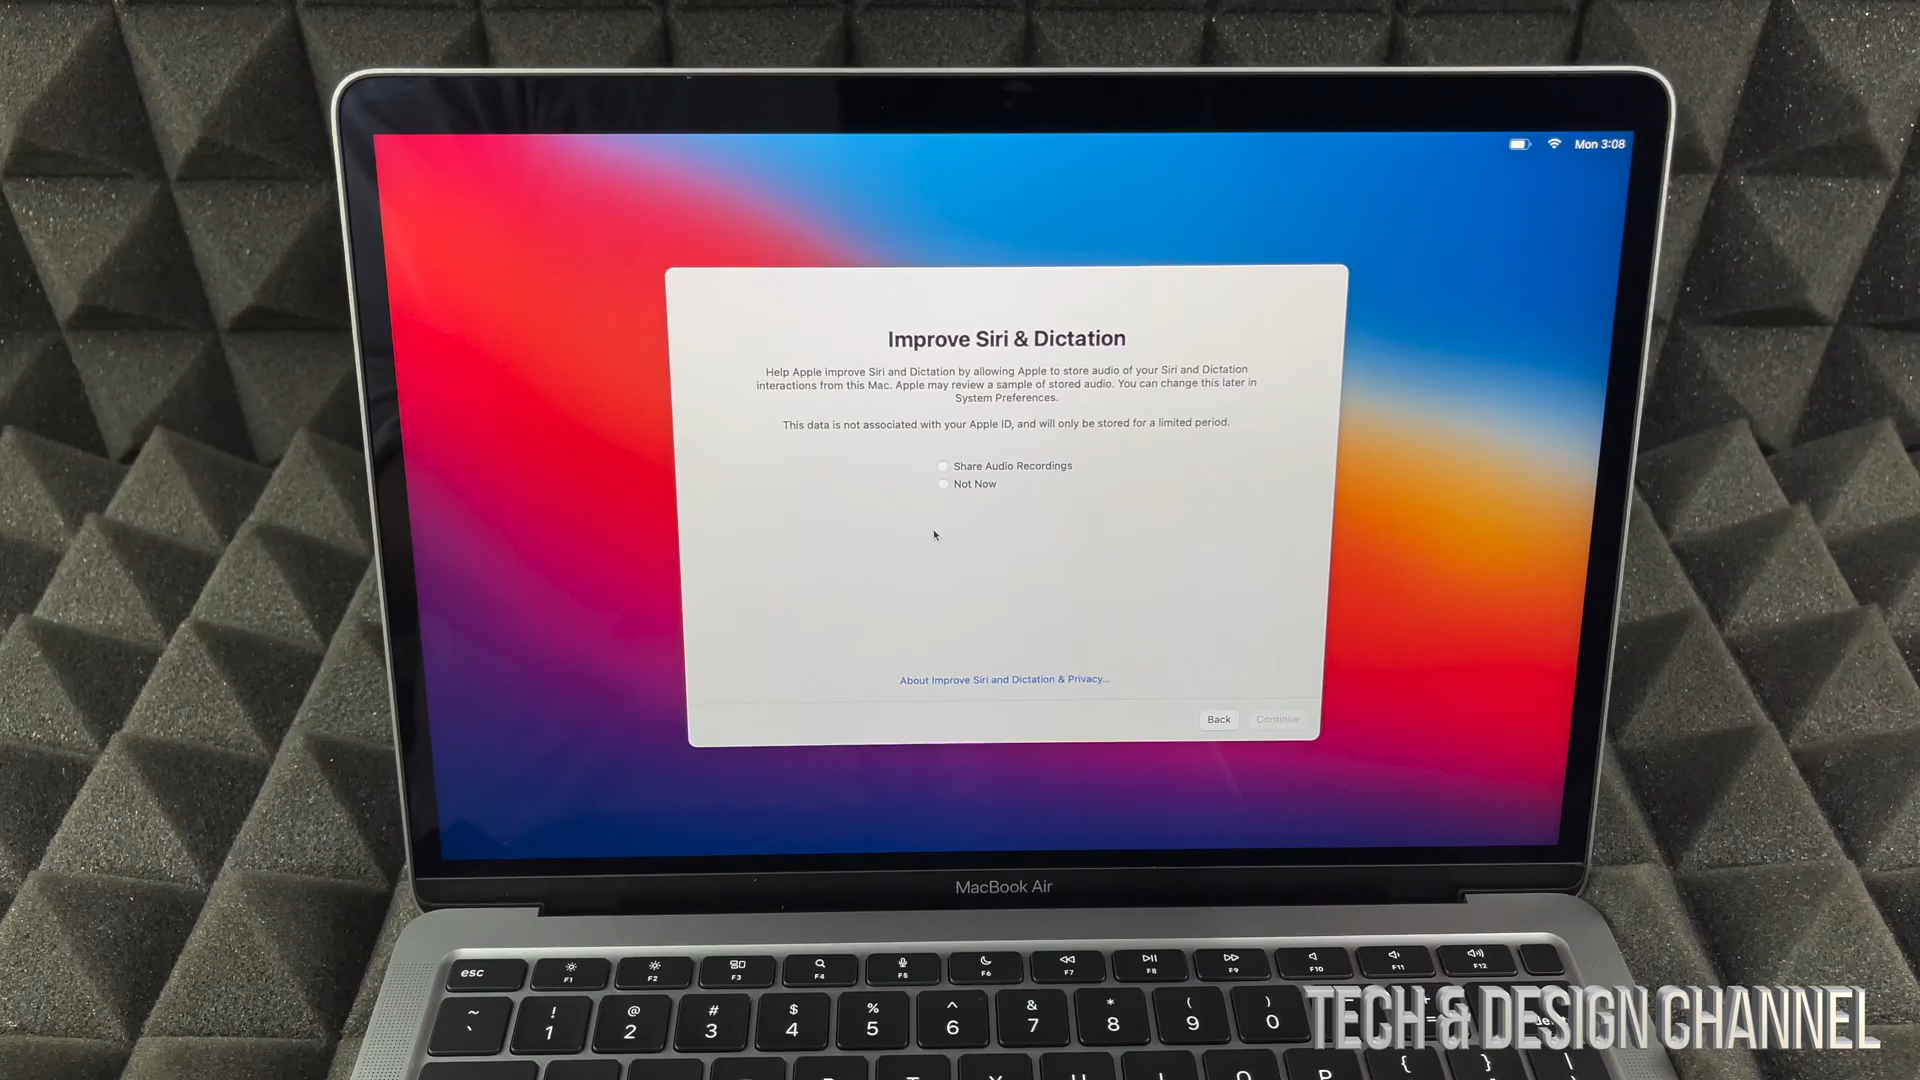 Mon 3:08
Improve Siri & Dictation
Help Apple improve Siri and Dictation by allowing Apple to store audio of your Siri and Dictation
interactions from this Mac. Apple may review a sample of stored audio. You can change this later in
System Preferences.
This data is not associated with your Apple ID, and will only be stored for a limited period.
Share Audio Recordings
Not Now
About Improve Siri and Dictation & Privacy...
Back Continue
MacBook Air
esc F1 F2 F3 F4 F5 F6 F7 F8 F9 F10 F11 F12
~ ! @ # $ % ^ & * ( )
` 1 2 3 4 5 6 7 8 9 0
TECH & DESIGN CHANNEL
{ } |